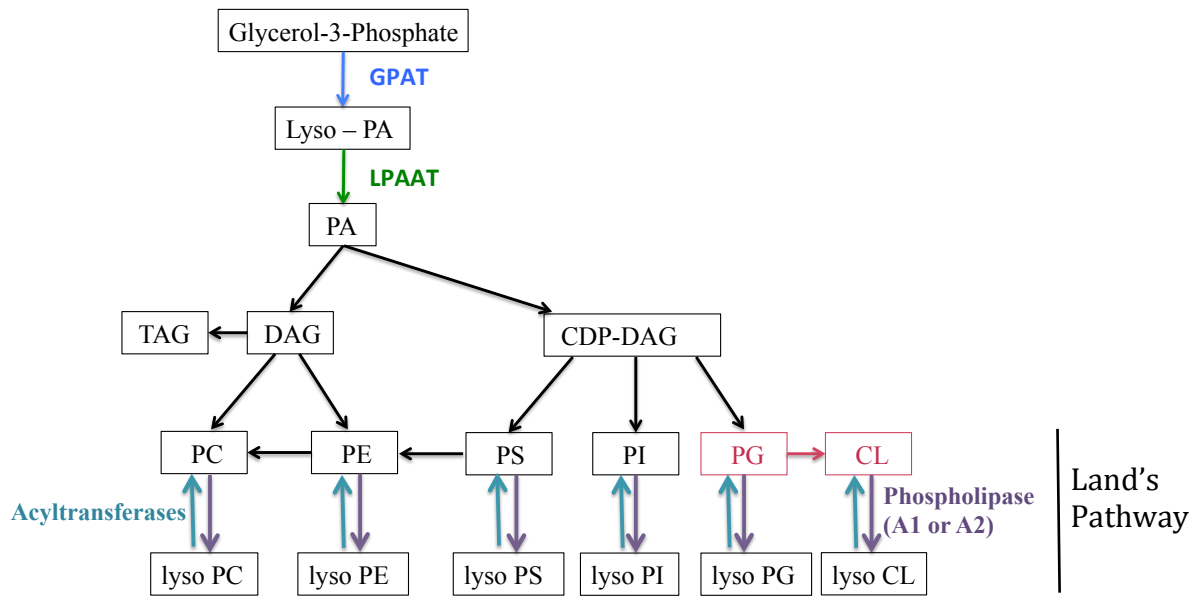 Glycerol-3-Phosphate
GPAT
Lyso – PA
LPAAT
PA
TAG
DAG
CDP-DAG
PC
PE
PS
PI
PG
CL
Acyltransferases
Phospholipase
(A1 or A2)
Land's
Pathway
lyso PC
lyso PE
lyso PS
lyso PI
lyso PG
lyso CL